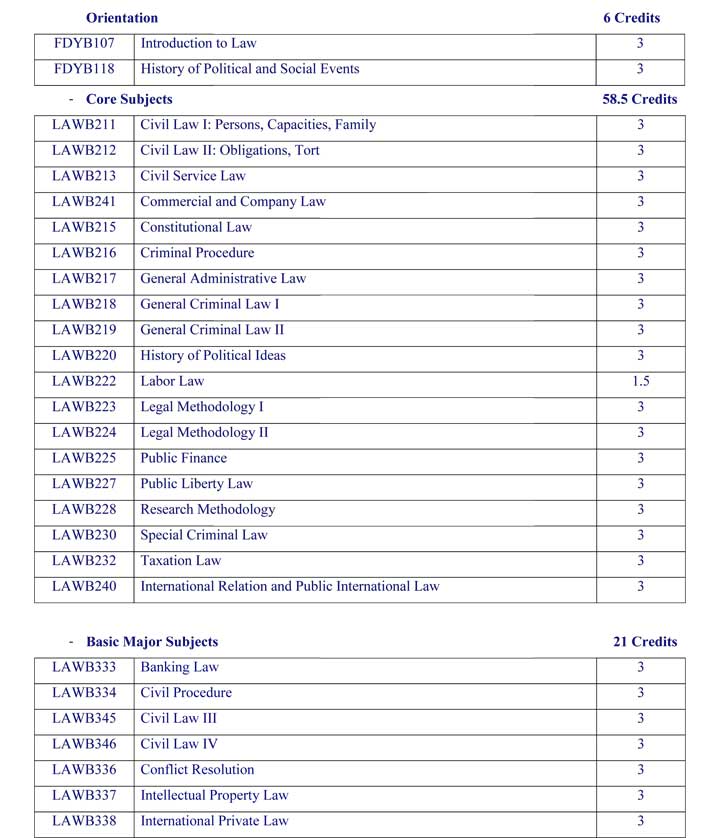 Orientation 6 Credits
FDYB107 Introduction to Law 3
FDYB118 History of Political and Social Events 3
- Core Subjects 58.5 Credits
LAWB211 Civil Law I: Persons, Capacities, Family 3
LAWB212 Civil Law II: Obligations, Tort 3
LAWB213 Civil Service Law 3
LAWB241 Commercial and Company Law 3
LAWB215 Constitutional Law 3
LAWB216 Criminal Procedure 3
LAWB217 General Administrative Law 3
LAWB218 General Criminal Law I 3
LAWB219 General Criminal Law II 3
LAWB220 History of Political Ideas 3
LAWB222 Labor Law 1.5
LAWB223 Legal Methodology I 3
LAWB224 Legal Methodology II 3
LAWB225 Public Finance 3
LAWB227 Public Liberty Law 3
LAWB228 Research Methodology 3
LAWB230 Special Criminal Law 3
LAWB232 Taxation Law 3
LAWB240 International Relation and Public International Law 3
- Basic Major Subjects 21 Credits
LAWB333 Banking Law 3
LAWB334 Civil Procedure 3
LAWB345 Civil Law III 3
LAWB346 Civil Law IV 3
LAWB336 Conflict Resolution 3
LAWB337 Intellectual Property Law 3
LAWB338 International Private Law 3